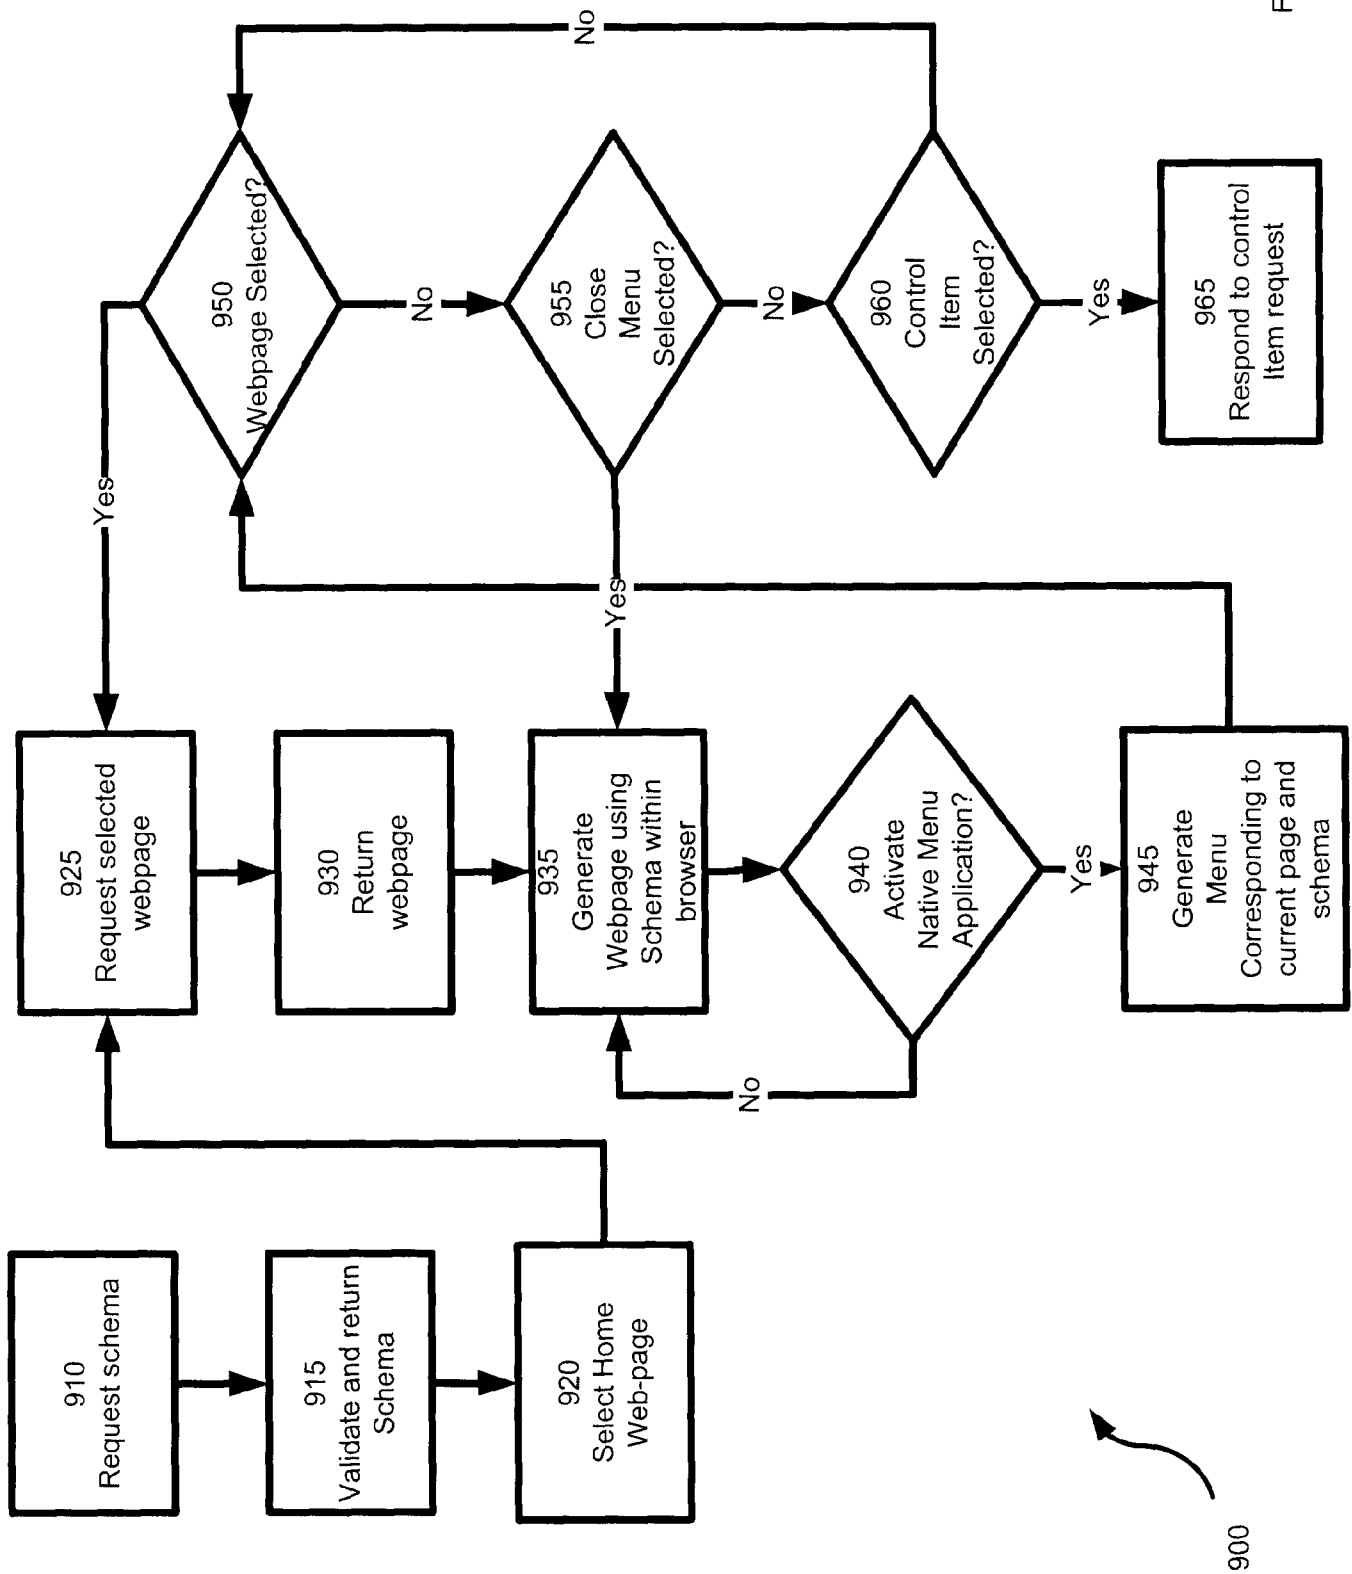 910
Request schema
915
Validate and return
Schema
920
Select Home
Web-page
925
Request selected
webpage
930
Return
webpage
935
Generate
Webpage using
Schema within
browser
940
Activate
Native Menu
Application?
No
Yes
945
Generate
Menu
Corresponding to
current page and
schema
950
Webpage Selected?
Yes
No
955
Close
Menu
Selected?
Yes
No
960
Control
Item
Selected?
No
Yes
965
Respond to control
Item request
900